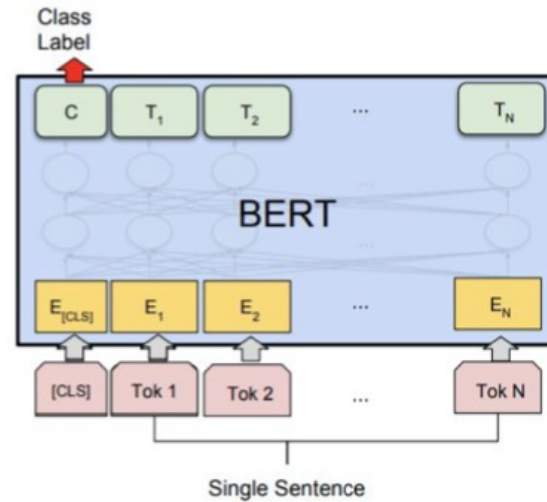 Class
Label
C T1 T2 ... TN
...
BERT
...
E[CLS] E1 E2 ... EN
[CLS] Tok 1 Tok 2 ... Tok N
Single Sentence